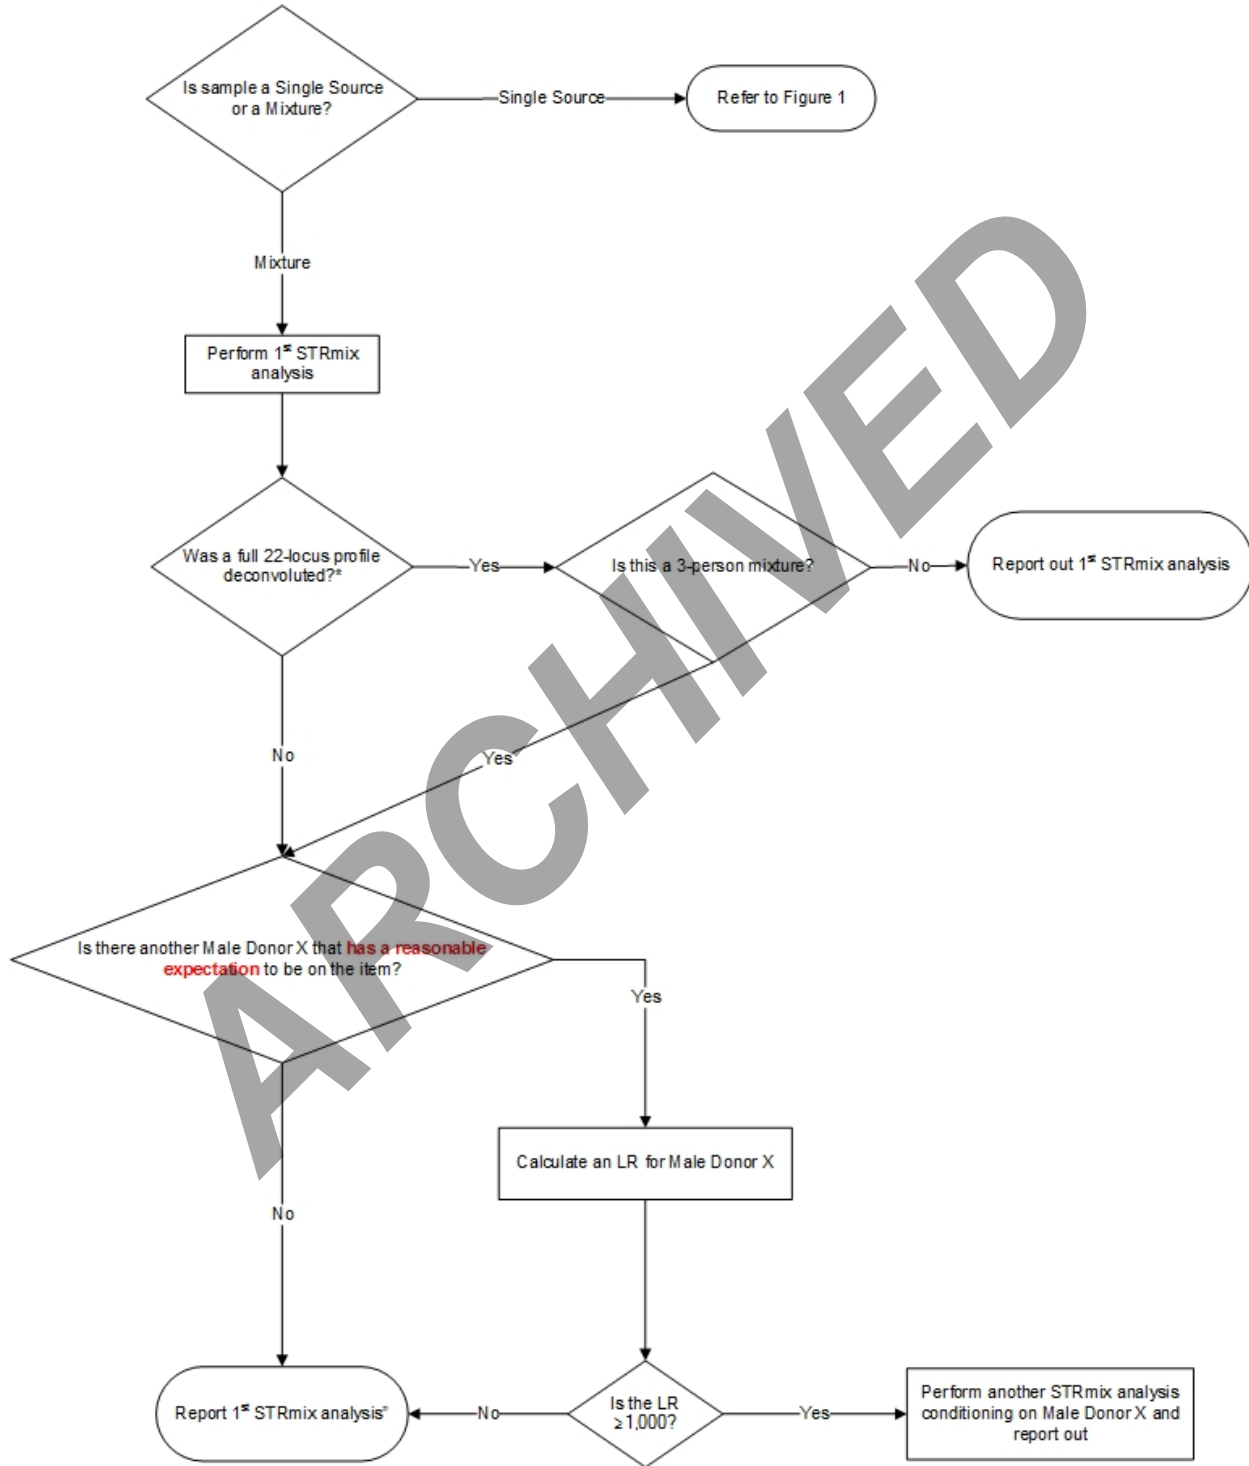 Is sample a Single Source
or a Mixture?
Single Source
Refer to Figure 1
Mixture
Perform 1st STRmix
analysis
Was a full 22-locus profile
deconvoluted?*
Yes
Is this a 3-person mixture?
No
Report out 1st STRmix analysis
No
Yes
Is there another Male Donor X that has a reasonable
expectation to be on the item?
Yes
Calculate an LR for Male Donor X
No
Report 1st STRmix analysis"
No
Is the LR
≥1,000?
Yes
Perform another STRmix analysis
conditioning on Male Donor X and
report out
ARCHIVED